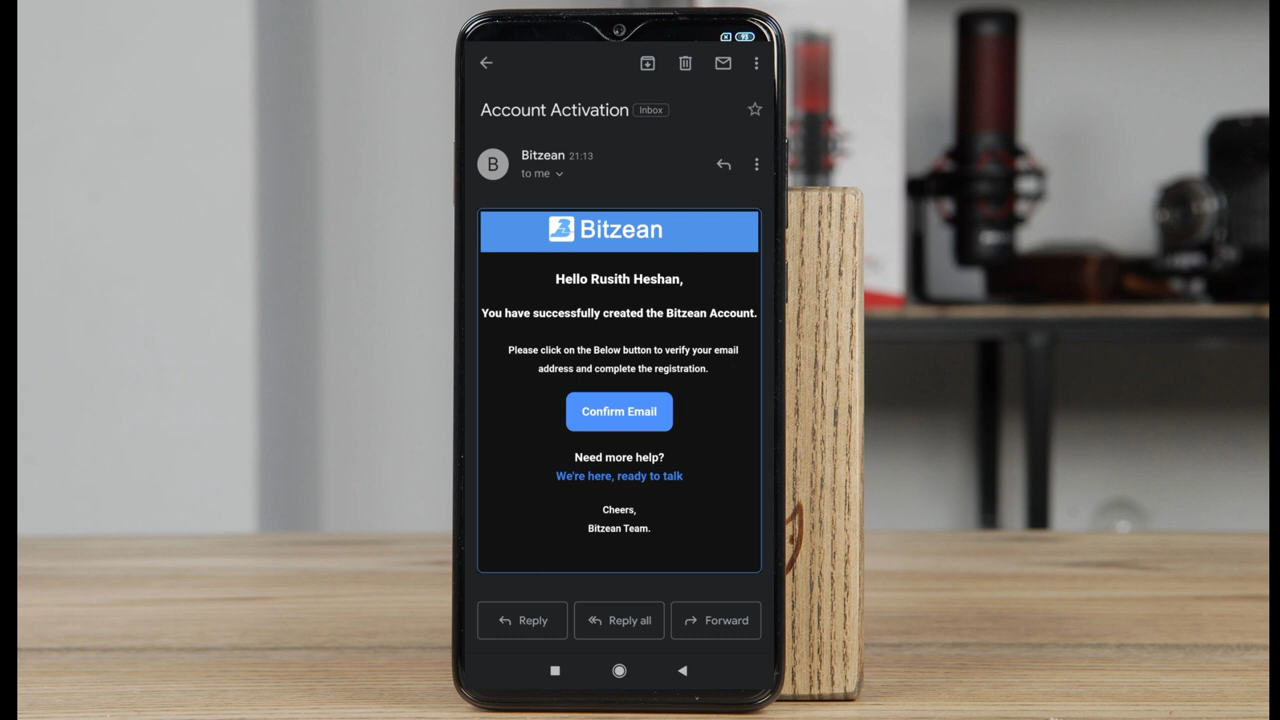 93
Account Activation Inbox
B
Bitzean 21:13
to me
Bitzean
Hello Rusith Heshan,
You have successfully created the Bitzean Account.
Please click on the Below button to verify your email
address and complete the registration.
Confirm Email
Need more help?
We're here, ready to talk
Cheers,
Bitzean Team.
Reply Reply all Forward